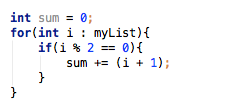 int sum = 0;
for(int i : myList){
    if(i % 2 == 0){
        sum += (i + 1);
    }
}